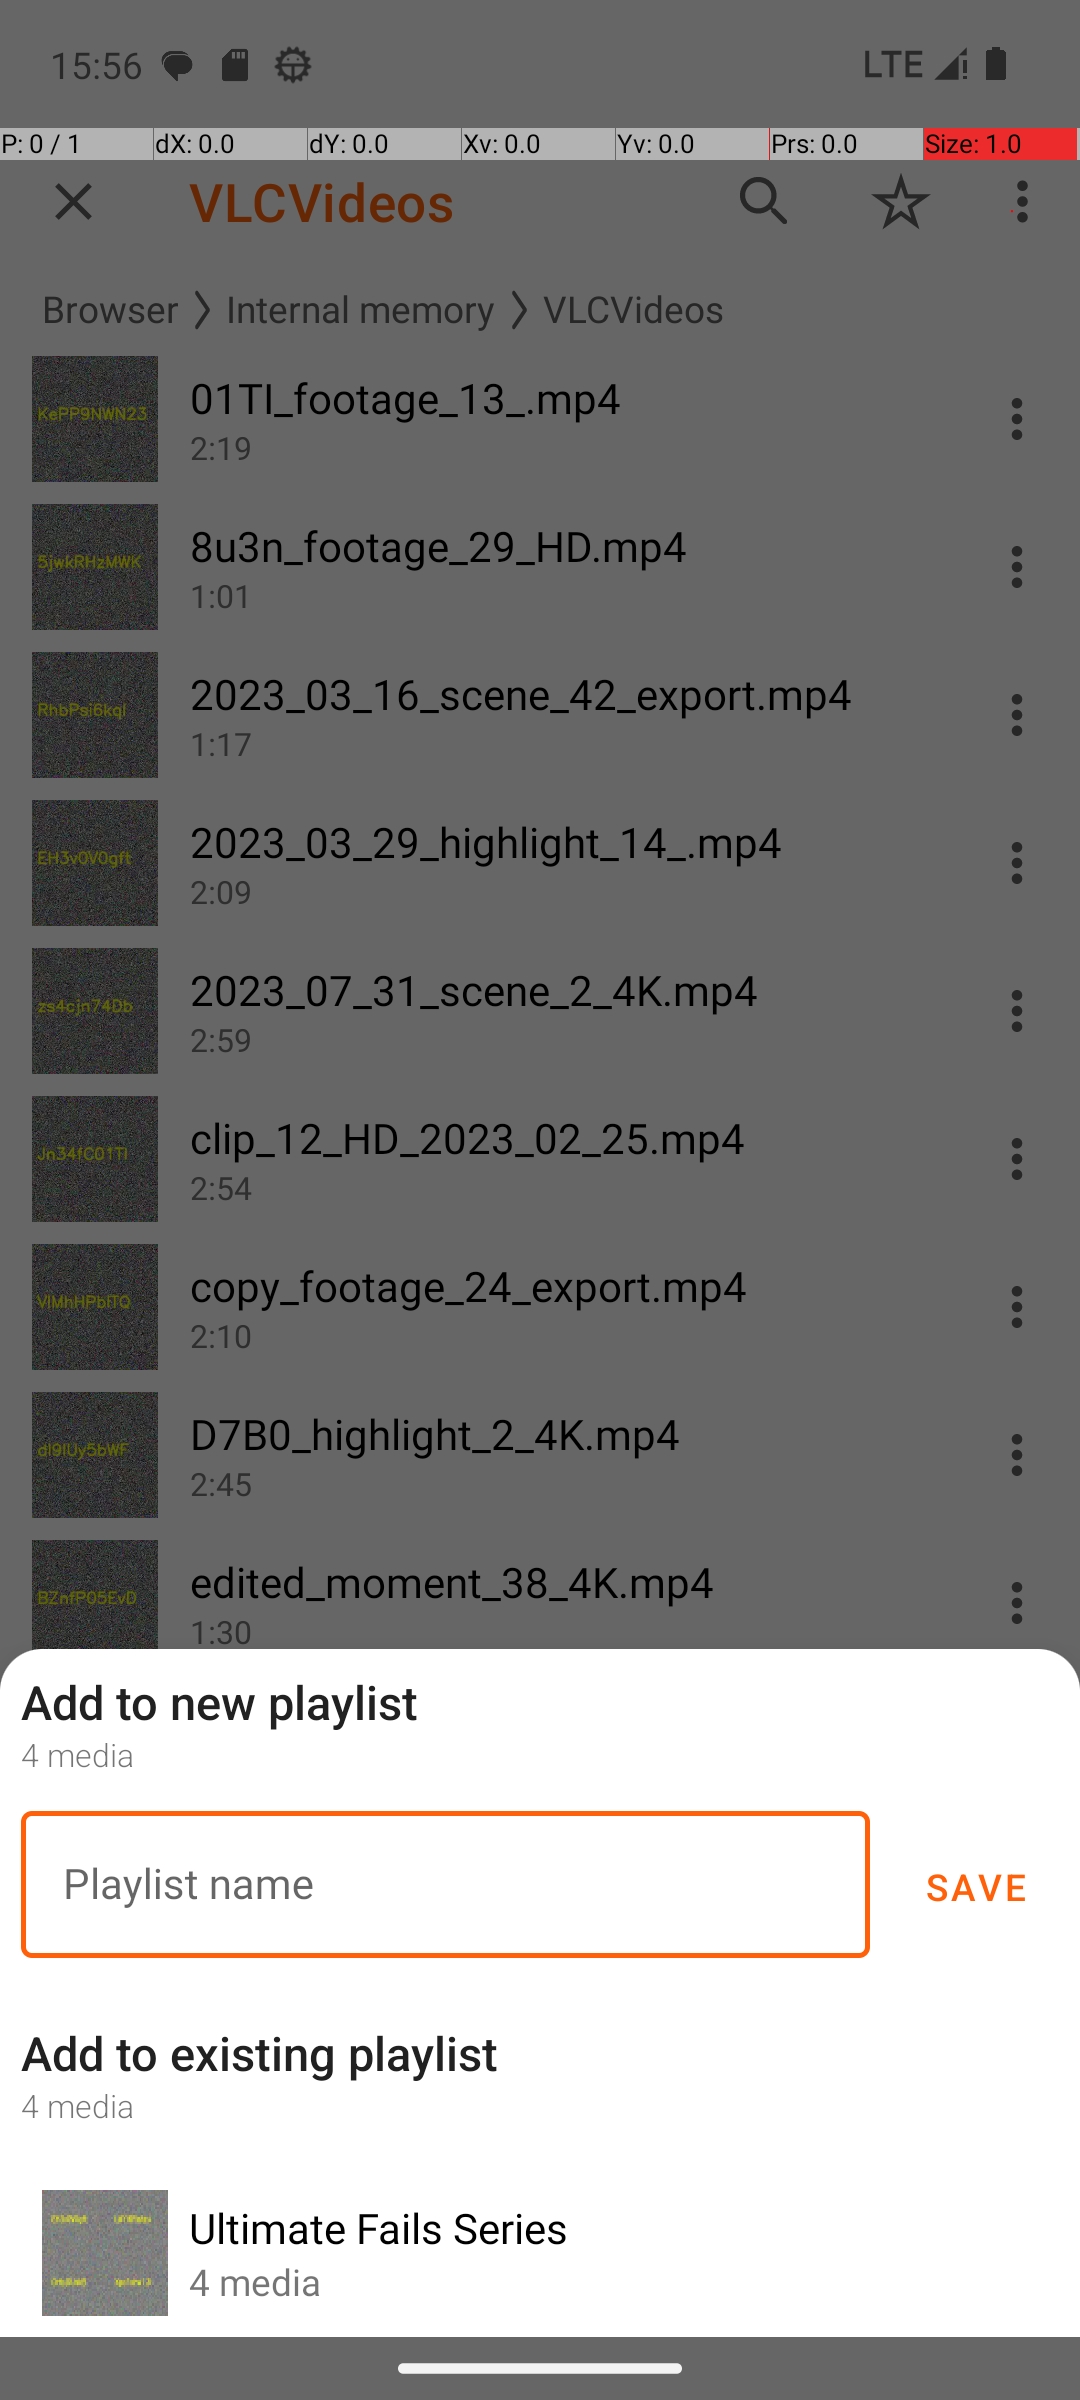 15:56
LTE
P: 0 / 1 dX: 0.0 dY: 0.0 Xv: 0.0 Yv: 0.0 Prs: 0.0 Size: 1.0
VLCVideos
Browser Internal memory VLCVideos
KePP9NWN23
01TI_footage_13_.mp4
2:19
5jwkRHzMWK
8u3n_footage_29_HD.mp4
1:01
RhbPsi6kql
2023_03_16_scene_42_export.mp4
1:17
EH3v0V0gft
2023_03_29_highlight_14_.mp4
2:09
zs4cjn74Db
2023_07_31_scene_2_4K.mp4
2:59
Jn34fC01TI
clip_12_HD_2023_02_25.mp4
2:54
copy_footage_24_export.mp4
2:10
dI9IUy5bWF
D7B0_highlight_2_4K.mp4
2:45
BZnfP05EvD
edited_moment_38_4K.mp4
1:30
Add to new playlist
4 media
Playlist name
SAVE
Add to existing playlist
4 media
Ultimate Fails Series
4 media